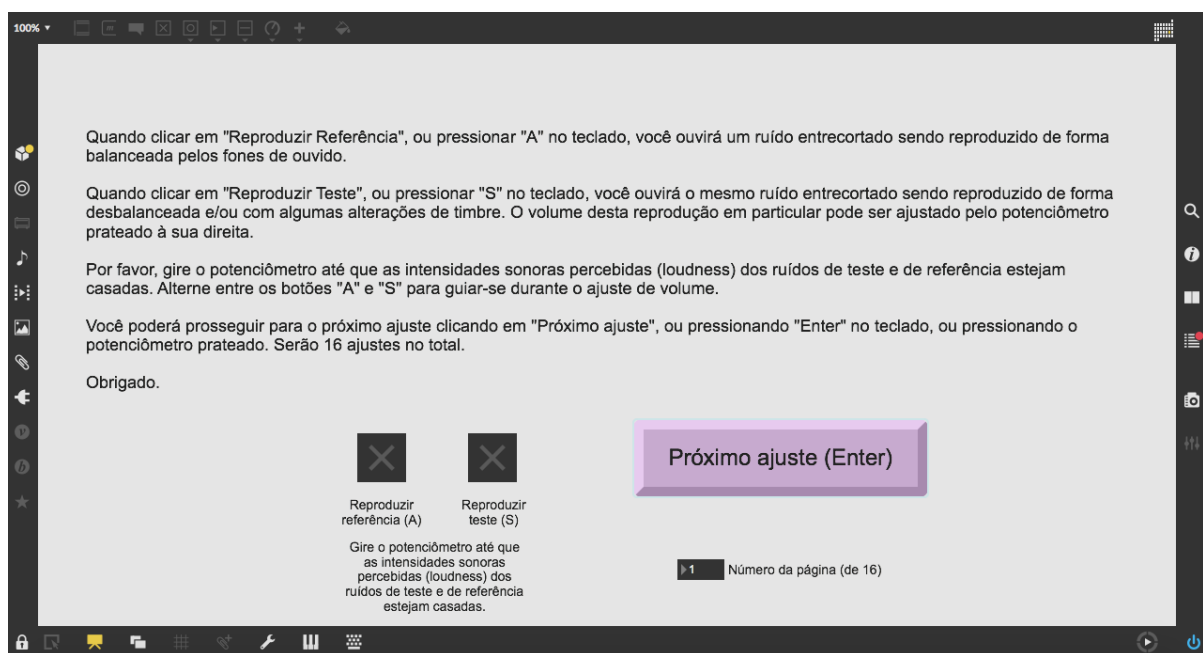 100% ▾
Quando clicar em "Reproduzir Referência", ou pressionar "A" no teclado, você ouvirá um ruído entrecortado sendo reproduzido de forma
balanceada pelos fones de ouvido.
Quando clicar em "Reproduzir Teste", ou pressionar "S" no teclado, você ouvirá o mesmo ruído entrecortado sendo reproduzido de forma
desbalanceada e/ou com algumas alterações de timbre. O volume desta reprodução em particular pode ser ajustado pelo potenciômetro
prateado à sua direita.
Por favor, gire o potenciômetro até que as intensidades sonoras percebidas (loudness) dos ruídos de teste e de referência estejam
casadas. Alterne entre os botões "A" e "S" para guiar-se durante o ajuste de volume.
Você poderá prosseguir para o próximo ajuste clicando em "Próximo ajuste", ou pressionando "Enter" no teclado, ou pressionando o
potenciômetro prateado. Serão 16 ajustes no total.
Obrigado.
Próximo ajuste (Enter)
Reproduzir
referência (A)
Reproduzir
teste (S)
Gire o potenciômetro até que
as intensidades sonoras
percebidas (loudness) dos
ruídos de teste e de referência
estejam casadas.
1 Número da página (de 16)